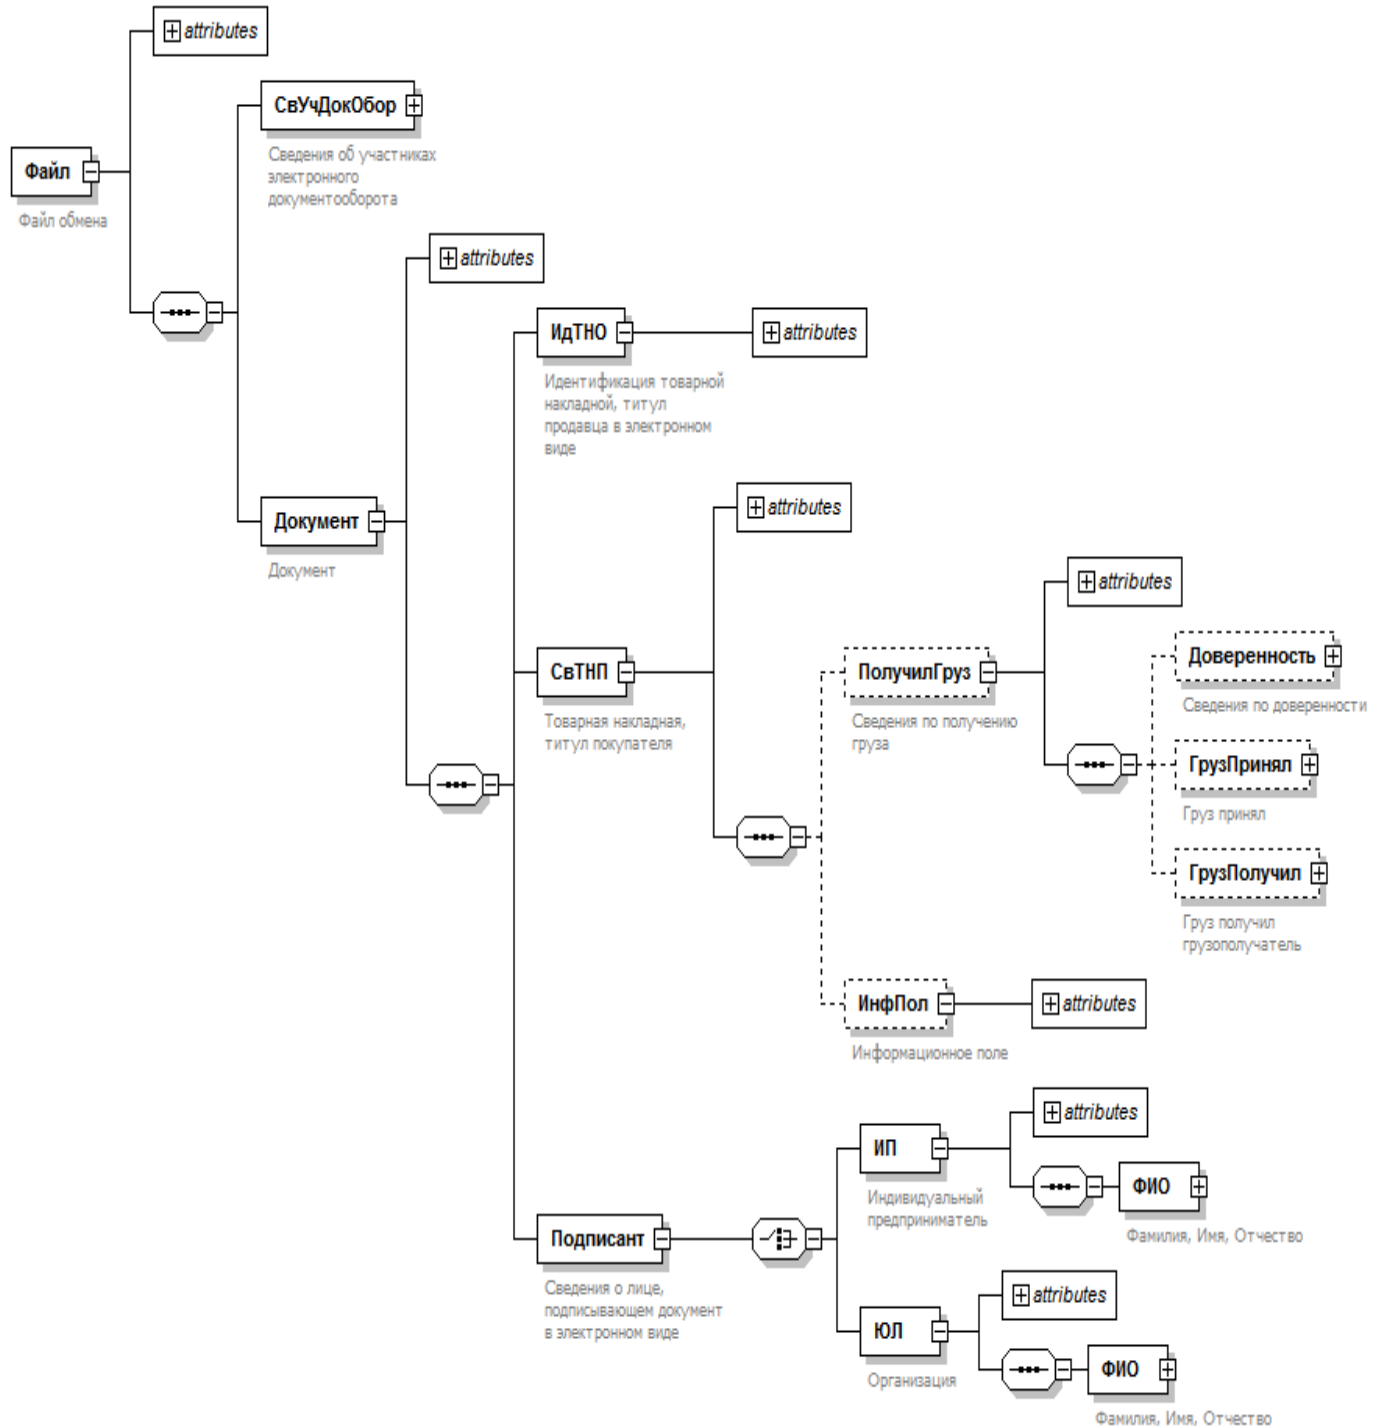 attributes
СвУчДокОбор
Сведения об участниках
электронного
документооборота
Файл
Файл обмена
attributes
ИдТНО
attributes
Идентификация товарной
накладной, титул
продавца в электронном
виде
attributes
Документ
Документ
attributes
СвТНП
Товарная накладная,
титул покупателя
ПолучилГруз
Сведения по получению
груза
Доверенность
Сведения по доверенности
ГрузПринял
Груз принял
ГрузПолучил
Груз получил
грузополучатель
ИнфПол
attributes
Информационное поле
attributes
ИП
Индивидуальный
предприниматель
ФИО
Фамилия, Имя, Отчество
Подписант
Сведения о лице,
подписывающем документ
в электронном виде
attributes
ЮЛ
Организация
ФИО
Фамилия, Имя, Отчество